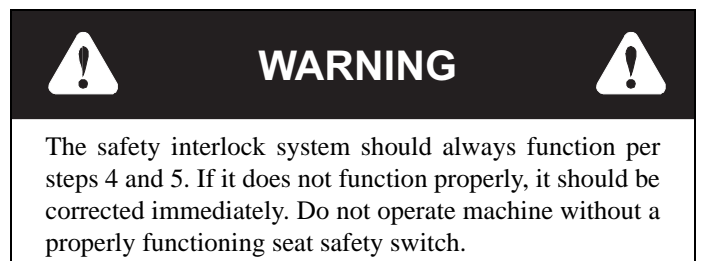 WARNING
The safety interlock system should always function per
steps 4 and 5. If it does not function properly, it should be
corrected immediately. Do not operate machine without a
properly functioning seat safety switch.